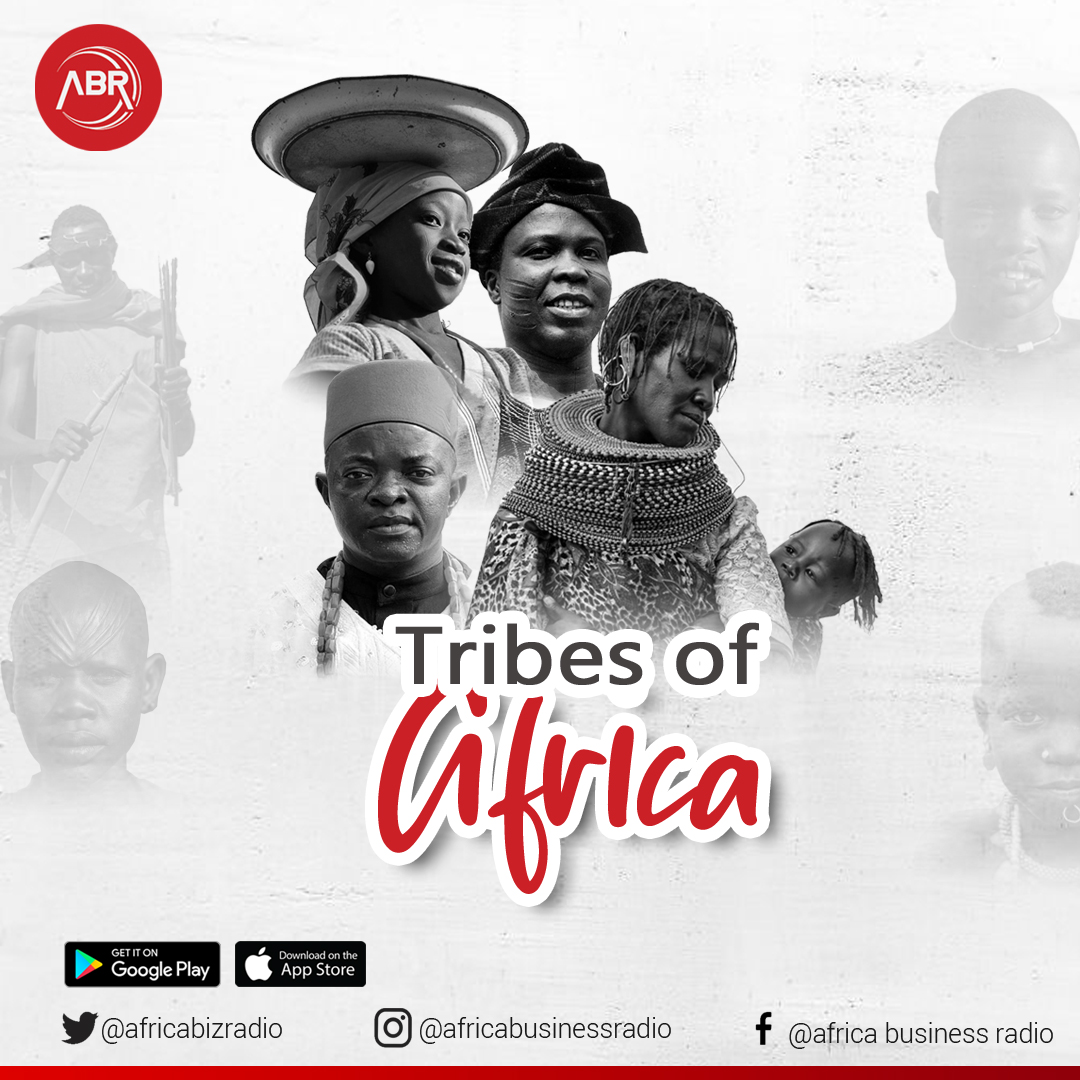 ABR
Tribes of
Africa
GET IT ON
Google Play
Download on the
App Store
@africabizradio
@africabusinessradio
@africa business radio